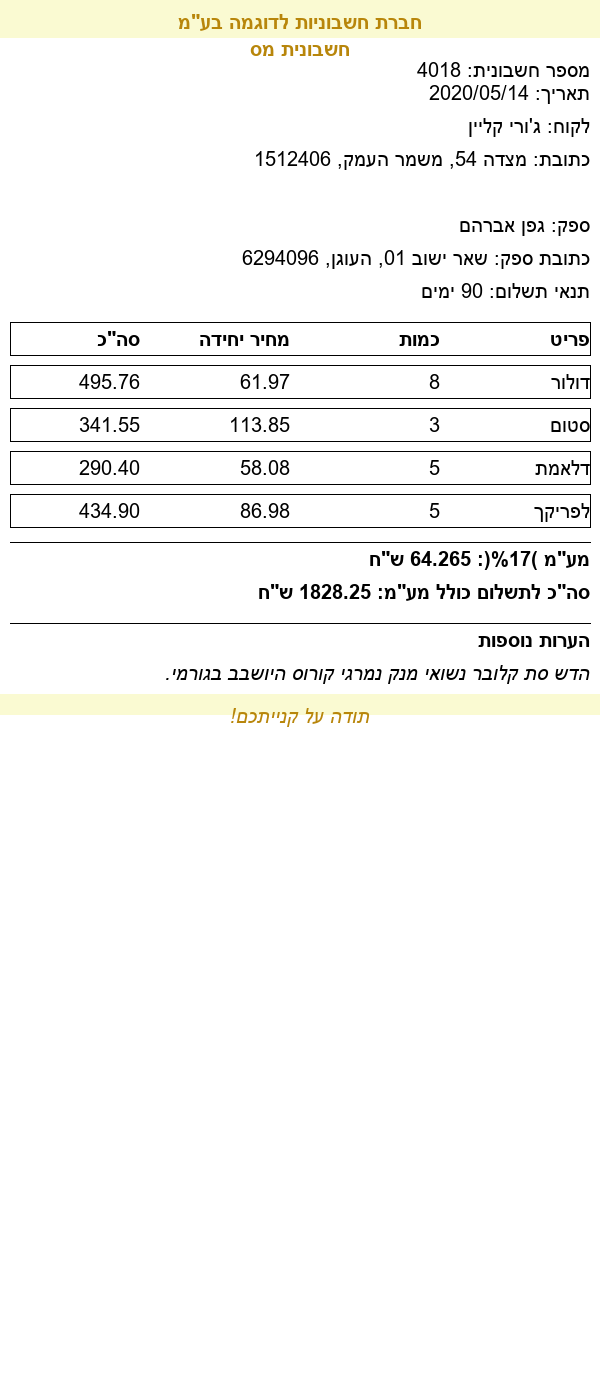 חברת חשבוניות לדוגמה בע"מ
חשבונית מס
מספר חשבונית: 4018
תאריך: 2020/05/14
לקוח: ג'ורי קליין
כתובת: מצדה 54, משמר העמק, 1512406
ספק: גפן אברהם
כתובת ספק: שאר ישוב 01, העוגן, 6294096
תנאי תשלום: 90 ימים
פריט כמות מחיר יחידה סה"כ
דולור 8 61.97 495.76
סטום 3 113.85 341.55
דלאמת 5 58.08 290.40
לפריקך 5 86.98 434.90
מע"מ )17%(: 64.265 ש"ח
סה"כ לתשלום כולל מע"מ: 1828.25 ש"ח
הערות נוספות
הדש סת קלובר נשואי מנק נמרגי קורוס היושבב בגורמי.
תודה על קנייתכם!